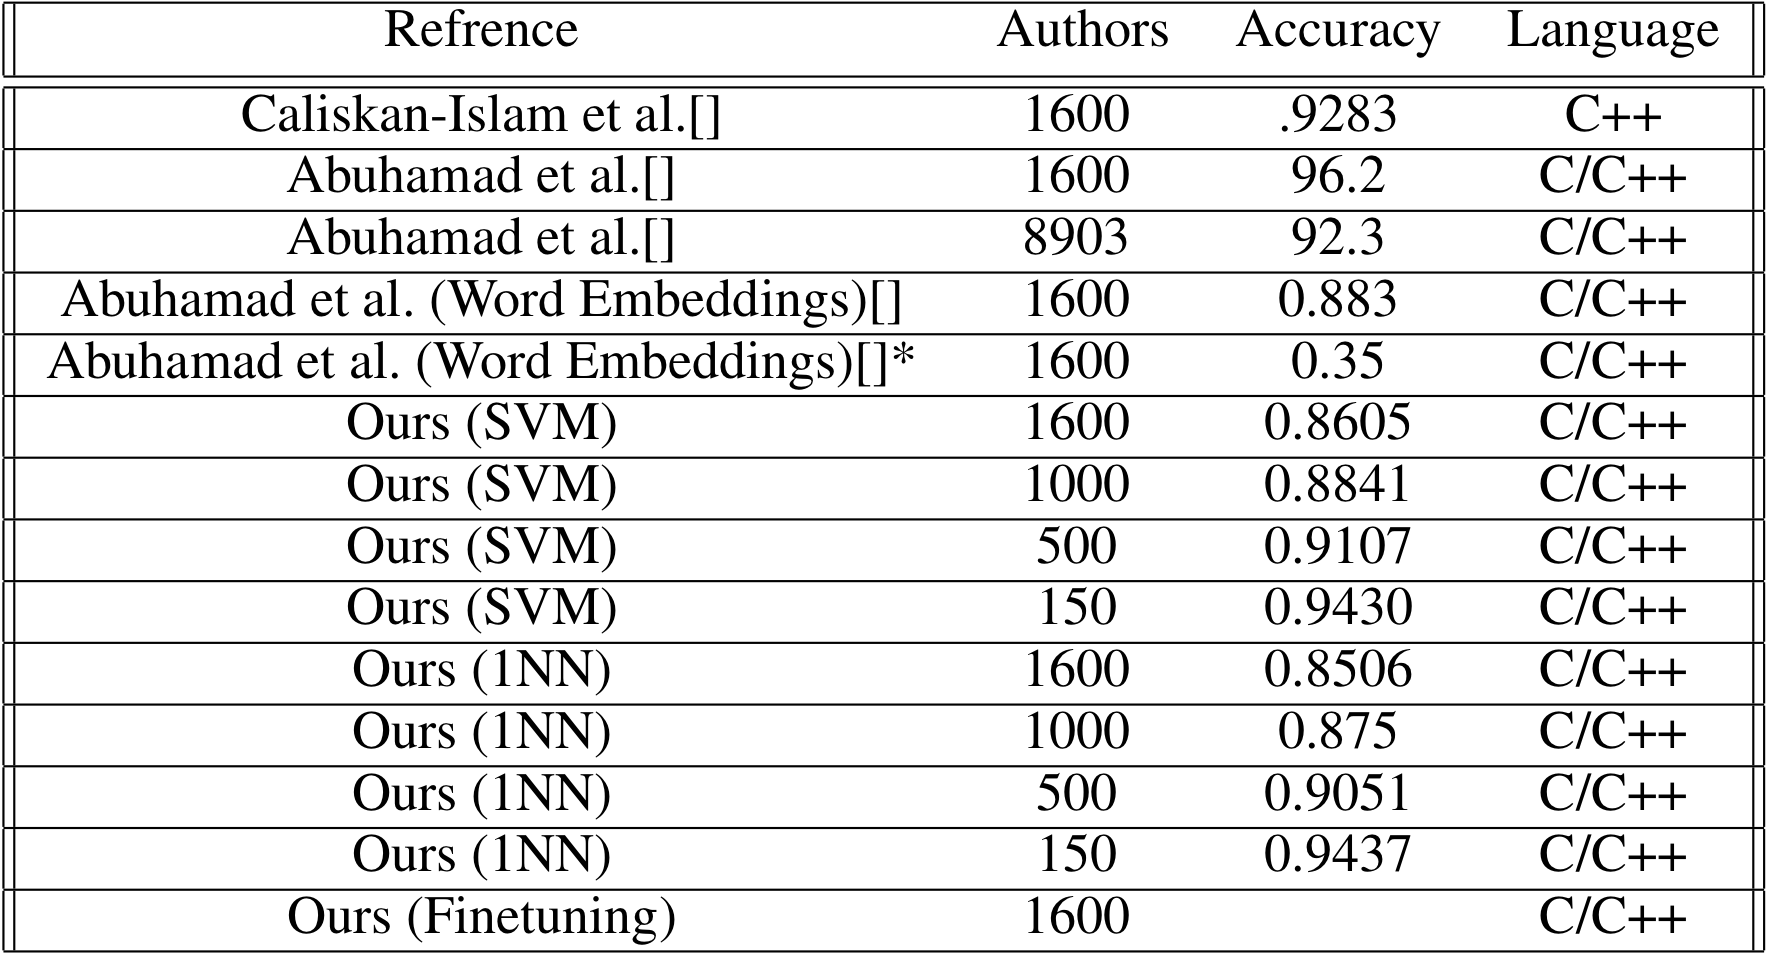 Refrence Authors Accuracy Language
Caliskan-Islam et al.[] 1600 .9283 C++
Abuhamad et al.[] 1600 96.2 C/C++
Abuhamad et al.[] 8903 92.3 C/C++
Abuhamad et al. (Word Embeddings)[] 1600 0.883 C/C++
Abuhamad et al. (Word Embeddings)[]* 1600 0.35 C/C++
Ours (SVM) 1600 0.8605 C/C++
Ours (SVM) 1000 0.8841 C/C++
Ours (SVM) 500 0.9107 C/C++
Ours (SVM) 150 0.9430 C/C++
Ours (1NN) 1600 0.8506 C/C++
Ours (1NN) 1000 0.875 C/C++
Ours (1NN) 500 0.9051 C/C++
Ours (1NN) 150 0.9437 C/C++
Ours (Finetuning) 1600 C/C++